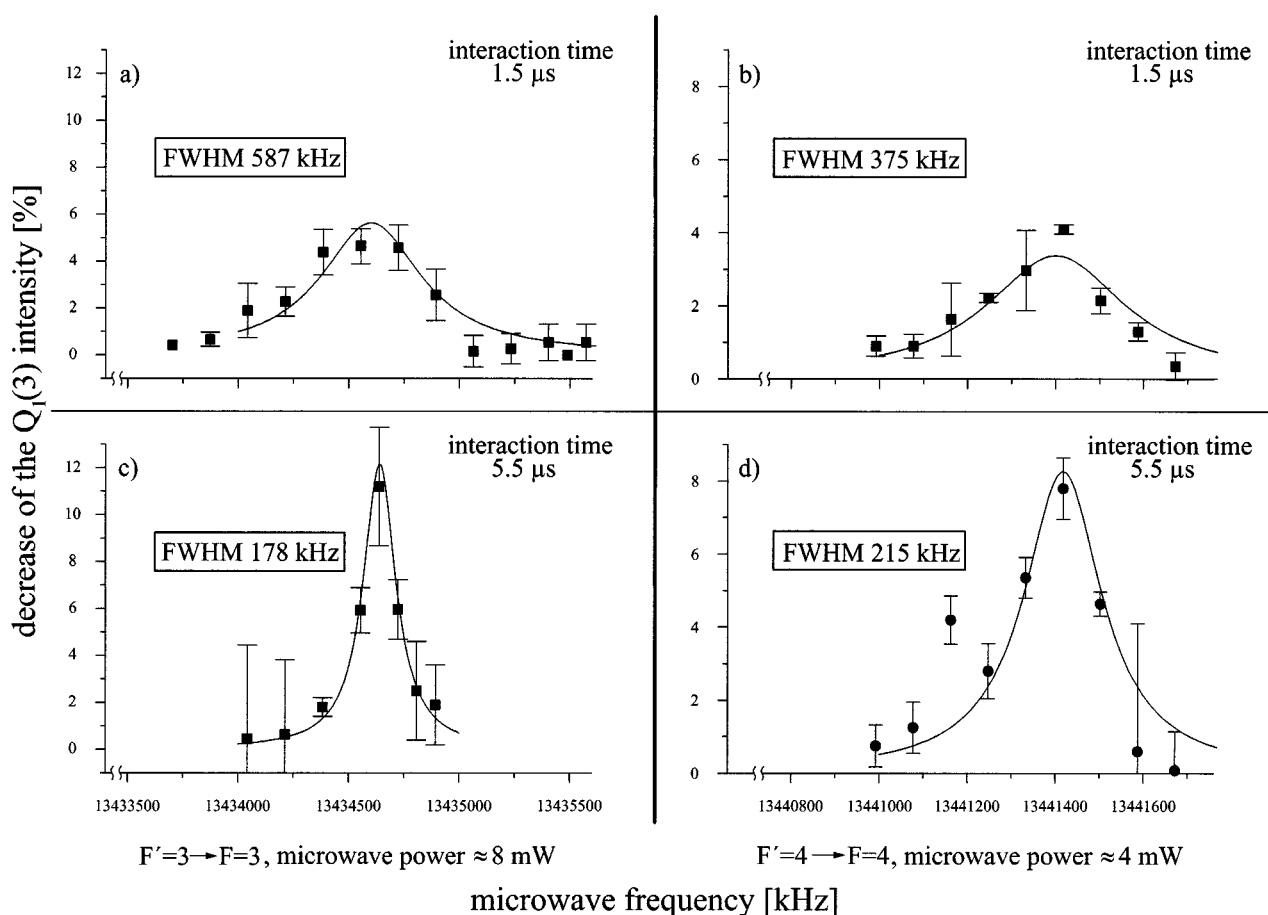 decrease of the Q1(3) intensity [%]
a)
interaction time
1.5 µs
FWHM 587 kHz
12
10
8
6
4
2
0
b)
interaction time
1.5 µs
FWHM 375 kHz
8
6
4
2
0
c)
interaction time
5.5 µs
FWHM 178 kHz
12
10
8
6
4
2
0
13433500 13434000 13434500 13435000 13435500
F´=3→F=3, microwave power ≈ 8 mW
d)
interaction time
5.5 µs
FWHM 215 kHz
8
6
4
2
0
13440800 13441000 13441200 13441400 13441600
F´=4→F=4, microwave power ≈ 4 mW
microwave frequency [kHz]